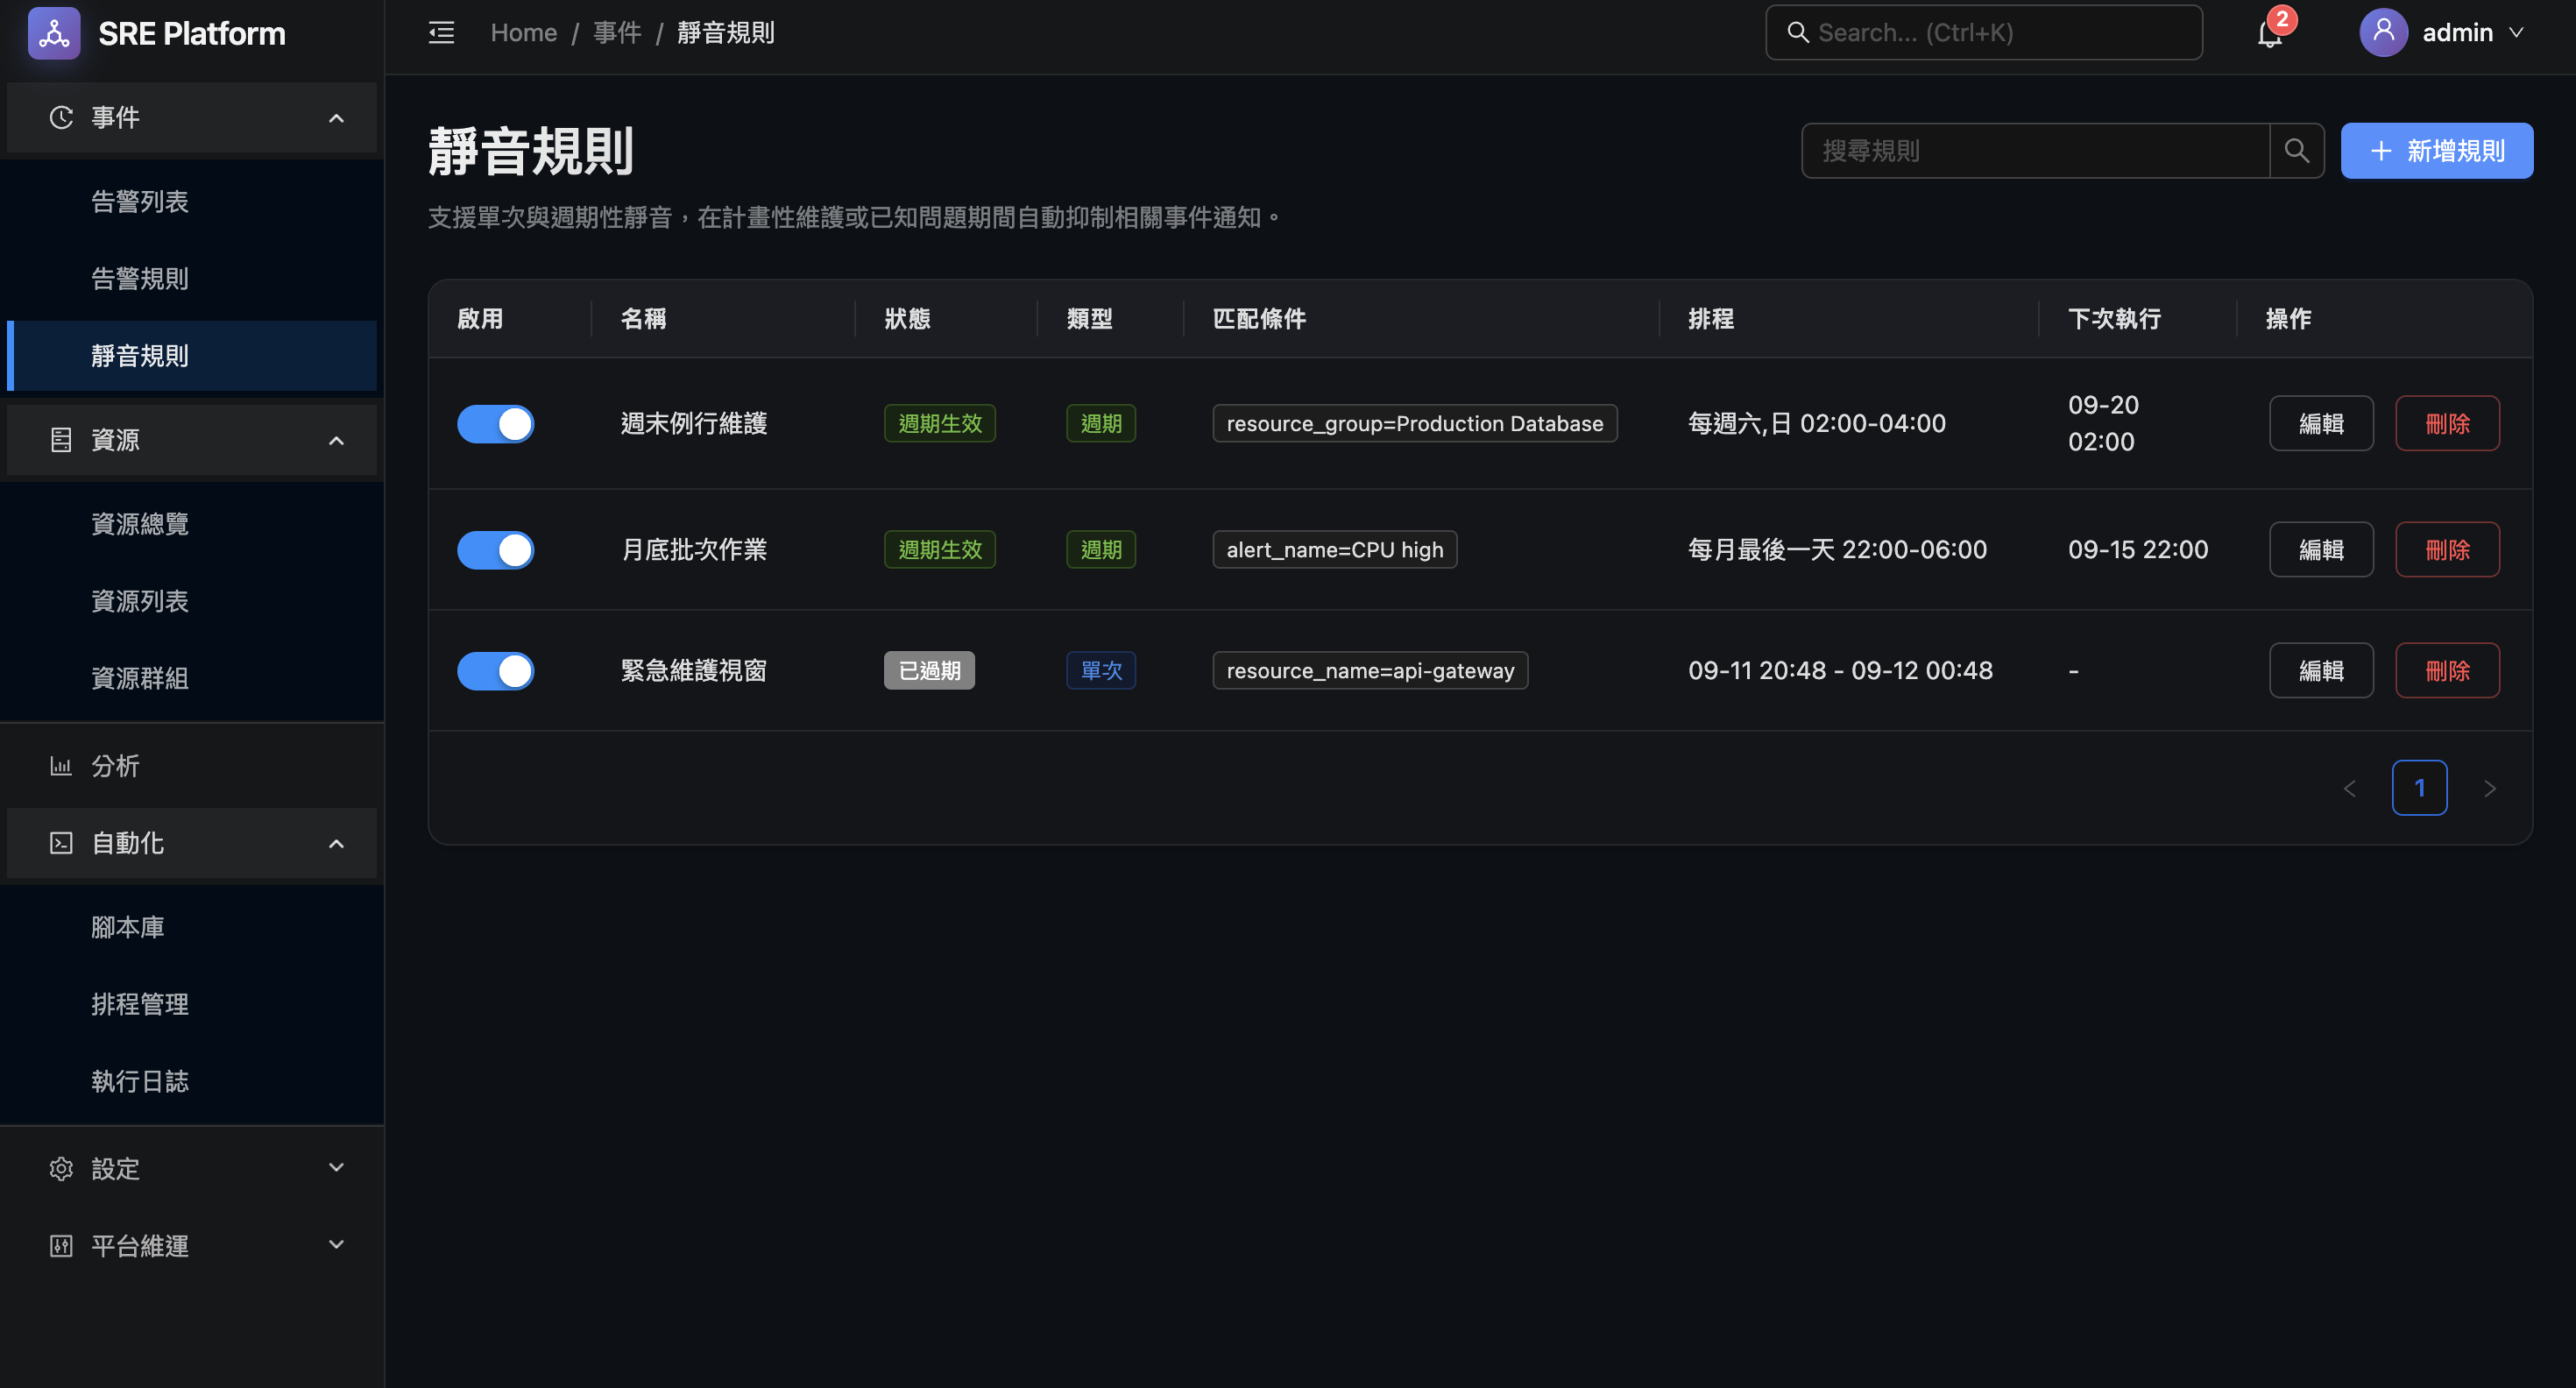 SRE Platform
Home / 事件 / 靜音規則
Search... (Ctrl+K)
2
admin
事件
告警列表
告警規則
靜音規則
資源
資源總覽
資源列表
資源群組
分析
自動化
腳本庫
排程管理
執行日誌
設定
平台維運
靜音規則
搜尋規則
新增規則
支援單次與週期性靜音，在計畫性維護或已知問題期間自動抑制相關事件通知。
啟用 名稱 狀態 類型 匹配條件 排程 下次執行 操作
週末例行維護 週期生效 週期 resource_group=Production Database 每週六,日 02:00-04:00 09-20 02:00 編輯 刪除
月底批次作業 週期生效 週期 alert_name=CPU high 每月最後一天 22:00-06:00 09-15 22:00 編輯 刪除
緊急維護視窗 已過期 單次 resource_name=api-gateway 09-11 20:48 - 09-12 00:48 - 編輯 刪除
1